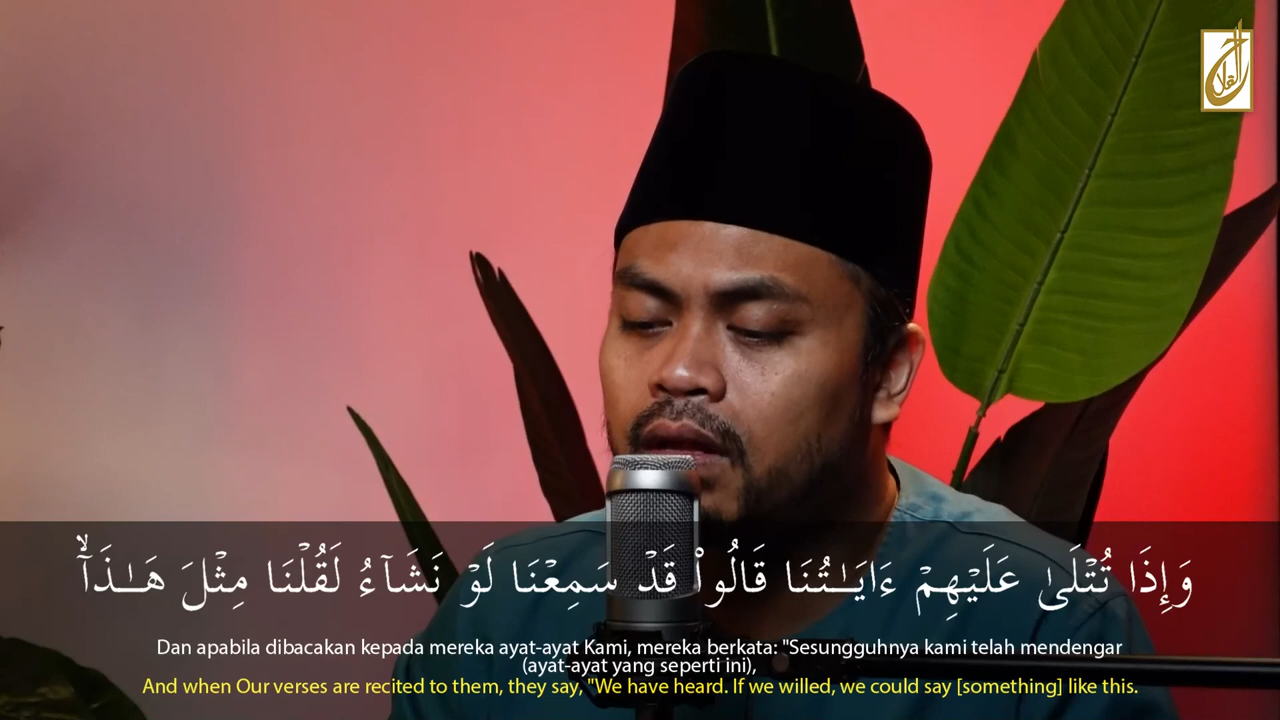 وَإِذَا تُتْلَىٰ عَلَيْهِمْ ءَايَـٰتُنَا قَالُوا۟ قَدْ سَمِعْنَا لَوْ نَشَآءُ لَقُلْنَا مِثْلَ هَـٰذَآ ۙ
Dan apabila dibacakan kepada mereka ayat-ayat Kami, mereka berkata: "Sesungguhnya kami telah mendengar
(ayat-ayat yang seperti ini),
And when Our verses are recited to them, they say, "We have heard. If we willed, we could say [something] like this.